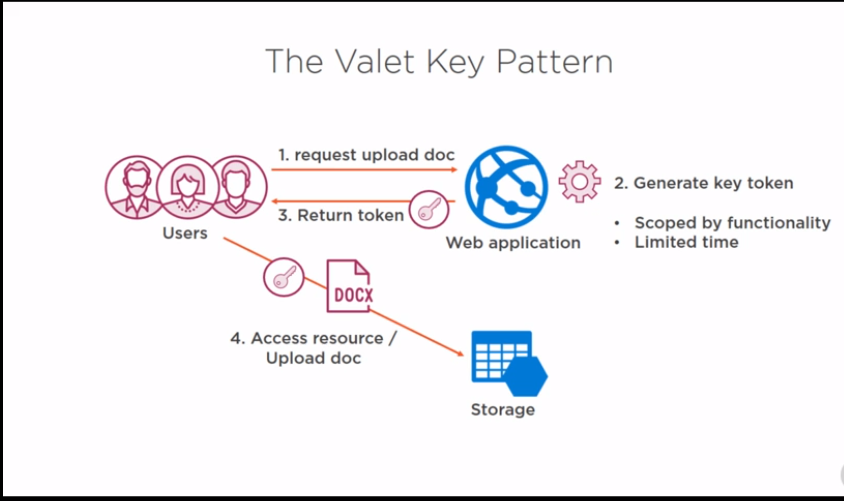 The Valet Key Pattern
1. request upload doc
2. Generate key token
3. Return token
• Scoped by functionality
• Limited time
Users
Web application
DOCX
4. Access resource /
Upload doc
Storage